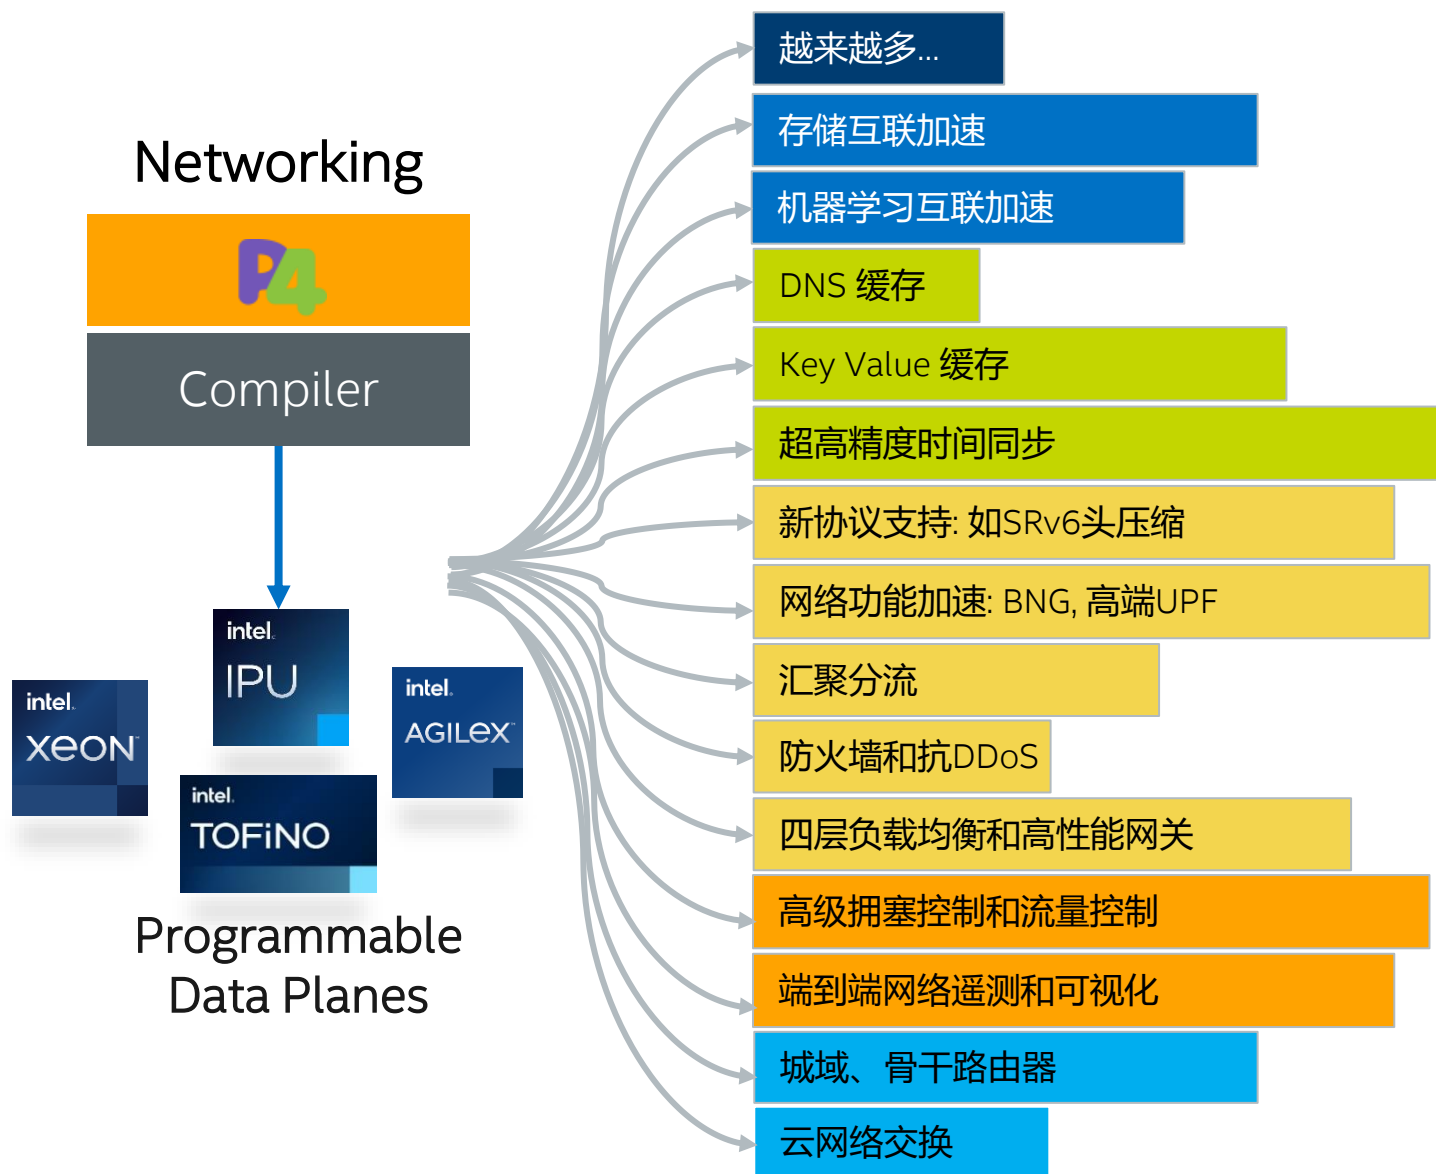 Networking
P4
Compiler
intel.
IPU
intel.
XEON
intel.
AGILEX™
intel.
TOFINO
Programmable
Data Planes
越来越多...
存储互联加速
机器学习互联加速
DNS 缓存
Key Value 缓存
超高精度时间同步
新协议支持: 如SRv6头压缩
网络功能加速: BNG, 高端UPF
汇聚分流
防火墙和抗DDoS
四层负载均衡和高性能网关
高级拥塞控制和流量控制
端到端网络遥测和可视化
城域、骨干路由器
云网络交换